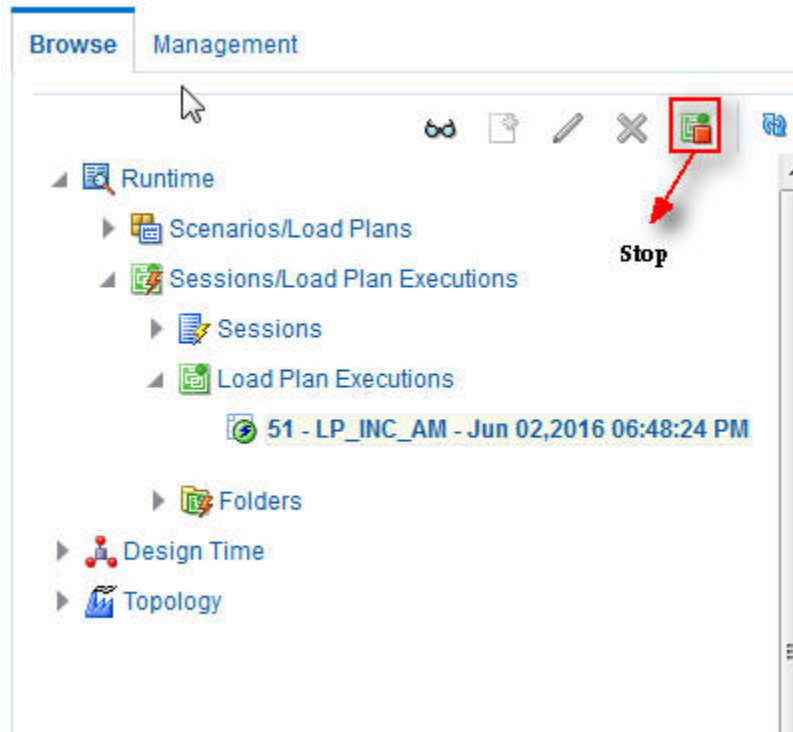 Browse Management
Runtime
Scenarios/Load Plans
Stop
Sessions/Load Plan Executions
Sessions
Load Plan Executions
51 - LP_INC_AM - Jun 02,2016 06:48:24 PM
Folders
Design Time
Topology